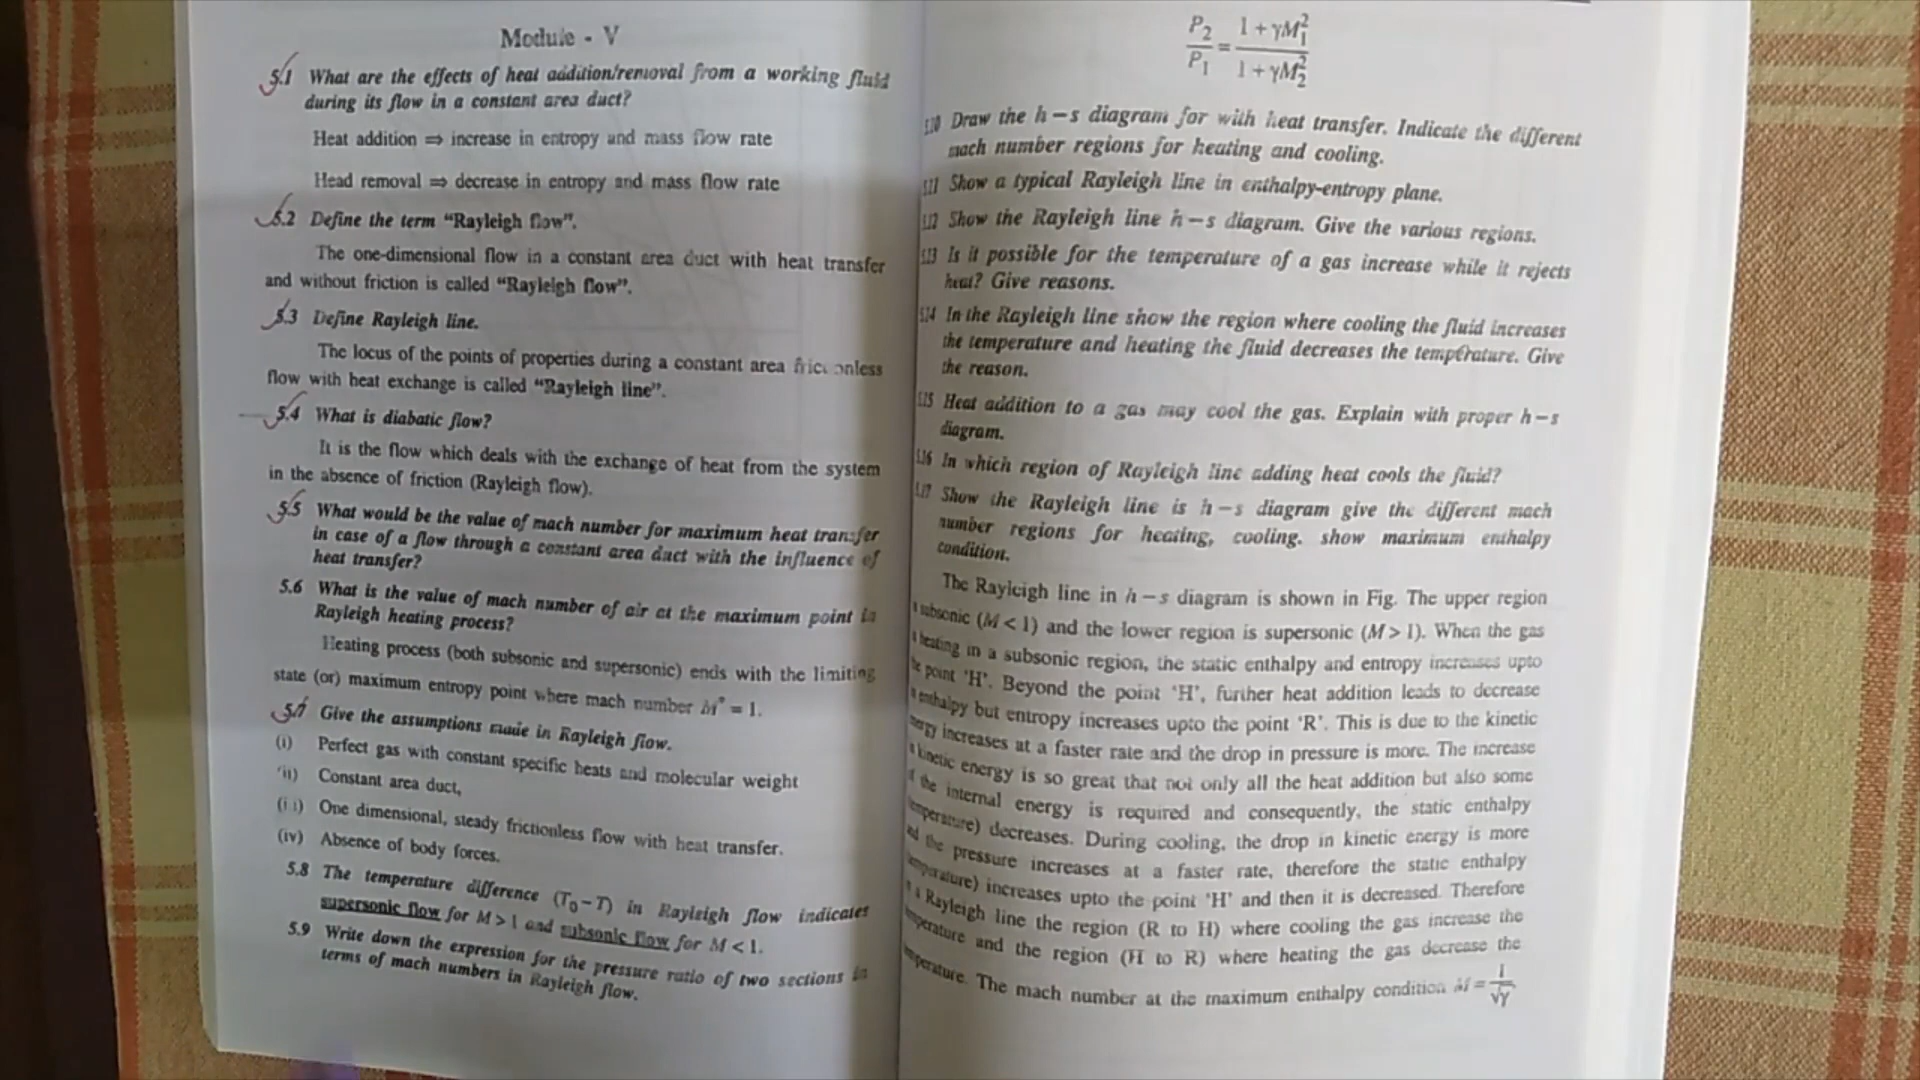 Module - V
5.1 What are the effects of heat addition/removal from a working fluid
during its flow in a constant area duct?
Heat addition ⇒ increase in entropy and mass flow rate
Head removal ⇒ decrease in entropy and mass flow rate
5.2 Define the term “Rayleigh flow”.
The one-dimensional flow in a constant area duct with heat transfer
and without friction is called “Rayleigh flow”.
5.3 Define Rayleigh line.
The locus of the points of properties during a constant area frictionless
flow with heat exchange is called “Rayleigh line”.
5.4 What is diabatic flow?
It is the flow which deals with the exchange of heat from the system
in the absence of friction (Rayleigh flow).
5.5 What would be the value of mach number for maximum heat transfer
in case of a flow through a constant area duct with the influence of
heat transfer?
5.6 What is the value of mach number of air at the maximum point in
Rayleigh heating process?
Heating process (both subsonic and supersonic) ends with the limiting
state (or) maximum entropy point where mach number M* = 1.
5.7 Give the assumptions made in Rayleigh flow.
(i) Perfect gas with constant specific heats and molecular weight
(ii) Constant area duct,
(iii) One dimensional, steady frictionless flow with heat transfer.
(iv) Absence of body forces.
5.8 The temperature difference (T₀ – T) in Rayleigh flow indicates
supersonic flow for M > 1 and subsonic flow for M < 1.
5.9 Write down the expression for the pressure ratio of two sections in
terms of mach numbers in Rayleigh flow.
P₂/P₁ = (1 + γM₁²)/(1 + γM₂²)
5.10 Draw the h – s diagram for with heat transfer. Indicate the different
mach number regions for heating and cooling.
5.11 Show a typical Rayleigh line in enthalpy-entropy plane.
5.12 Show the Rayleigh line h – s diagram. Give the various regions.
5.13 Is it possible for the temperature of a gas increase while it rejects
heat? Give reasons.
5.14 In the Rayleigh line show the region where cooling the fluid increases
the temperature and heating the fluid decreases the temperature. Give
the reason.
5.15 Heat addition to a gas may cool the gas. Explain with proper h – s
diagram.
5.16 In which region of Rayleigh line adding heat cools the fluid?
5.17 Show the Rayleigh line is h – s diagram give the different mach
number regions for heating, cooling. show maximum enthalpy
condition.
The Rayleigh line in h – s diagram is shown in Fig. The upper region
subsonic (M < 1) and the lower region is supersonic (M > 1). When the gas
heating in a subsonic region, the static enthalpy and entropy increases upto
point 'H'. Beyond the point 'H', further heat addition leads to decrease
enthalpy but entropy increases upto the point 'R'. This is due to the kinetic
energy increases at a faster rate and the drop in pressure is more. The increase
kinetic energy is so great that not only all the heat addition but also some
the internal energy is required and consequently, the static enthalpy
temperature) decreases. During cooling, the drop in kinetic energy is more
the pressure increases at a faster rate, therefore the static enthalpy
temperature) increases upto the point 'H' and then it is decreased. Therefore
a Rayleigh line the region (R to H) where cooling the gas increase the
temperature and the region (H to R) where heating the gas decrease the
temperature. The mach number at the maximum enthalpy condition M = 1/√γ